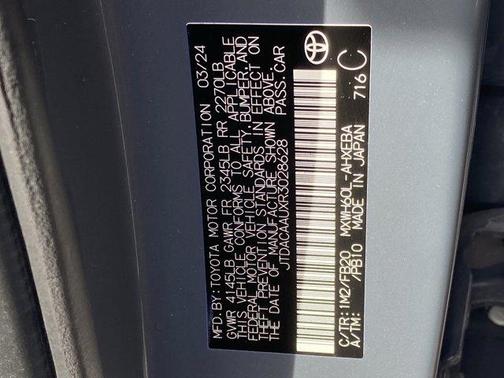 MFD.BY:TOYOTA MOTOR CORPORATION 03/24
GVWR 4145LB GAWR FR 2345LB RR 2270LB
THIS VEHICLE CONFORMS TO ALL APPLICABLE
FEDERAL MOTOR VEHICLE SAFETY,BUMPER,AND
THEFT PREVENTION STANDARDS IN EFFECT ON
THE DATE OF MANUFACTURE SHOWN ABOVE.
JTDACAAUXR3028628 PASS.CAR
C/TR:1M2/FB20 MXWH60L-AHXEBA
A/TM: /PB10 MADE IN JAPAN 716 C